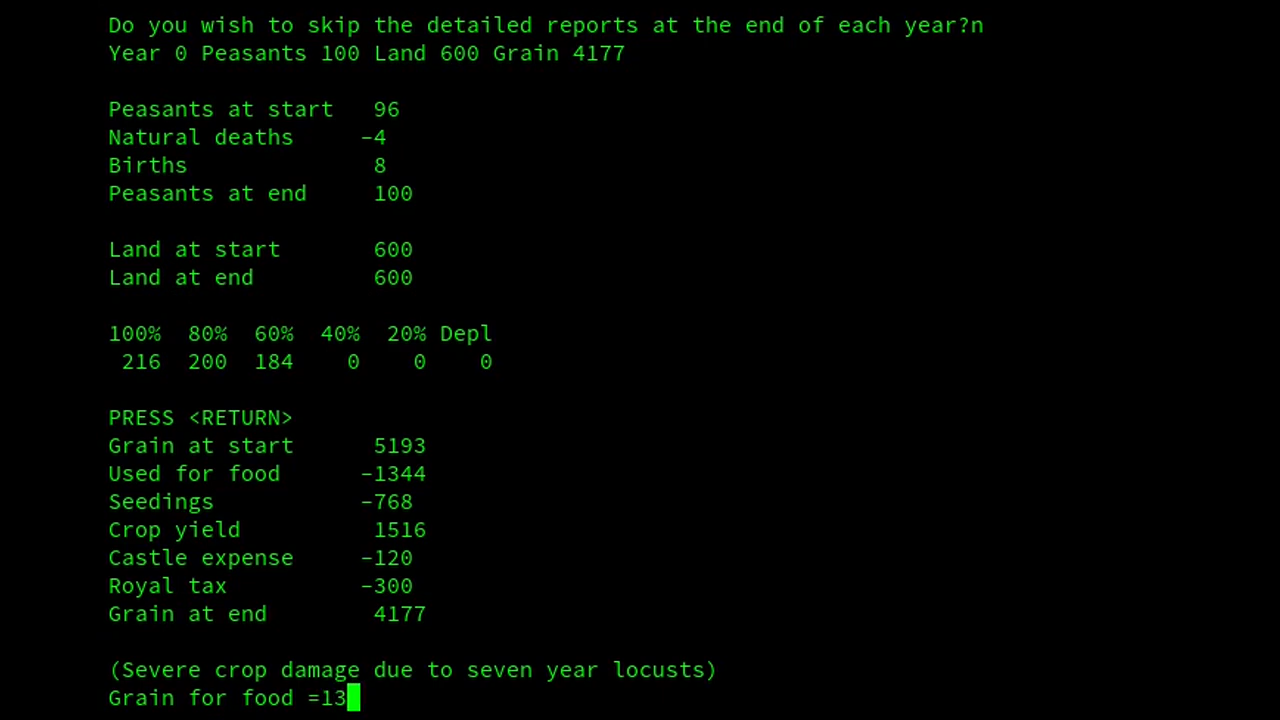 Do you wish to skip the detailed reports at the end of each year?n
Year 0 Peasants 100 Land 600 Grain 4177
Peasants at start 96
Natural deaths -4
Births 8
Peasants at end 100
Land at start 600
Land at end 600
100% 80% 60% 40% 20% Depl
216 200 184 0 0 0
PRESS <RETURN>
Grain at start 5193
Used for food -1344
Seedings -768
Crop yield 1516
Castle expense -120
Royal tax -300
Grain at end 4177
(Severe crop damage due to seven year locusts)
Grain for food =13